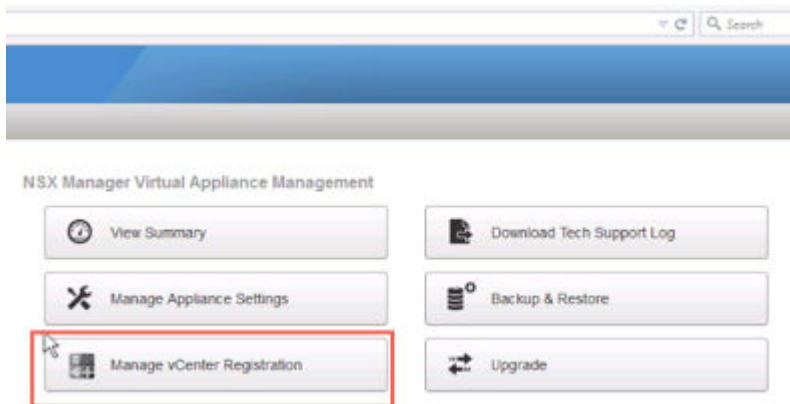 Search
NSX Manager Virtual Appliance Management
View Summary
Download Tech Support Log
Manage Appliance Settings
Backup & Restore
Manage vCenter Registration
Upgrade